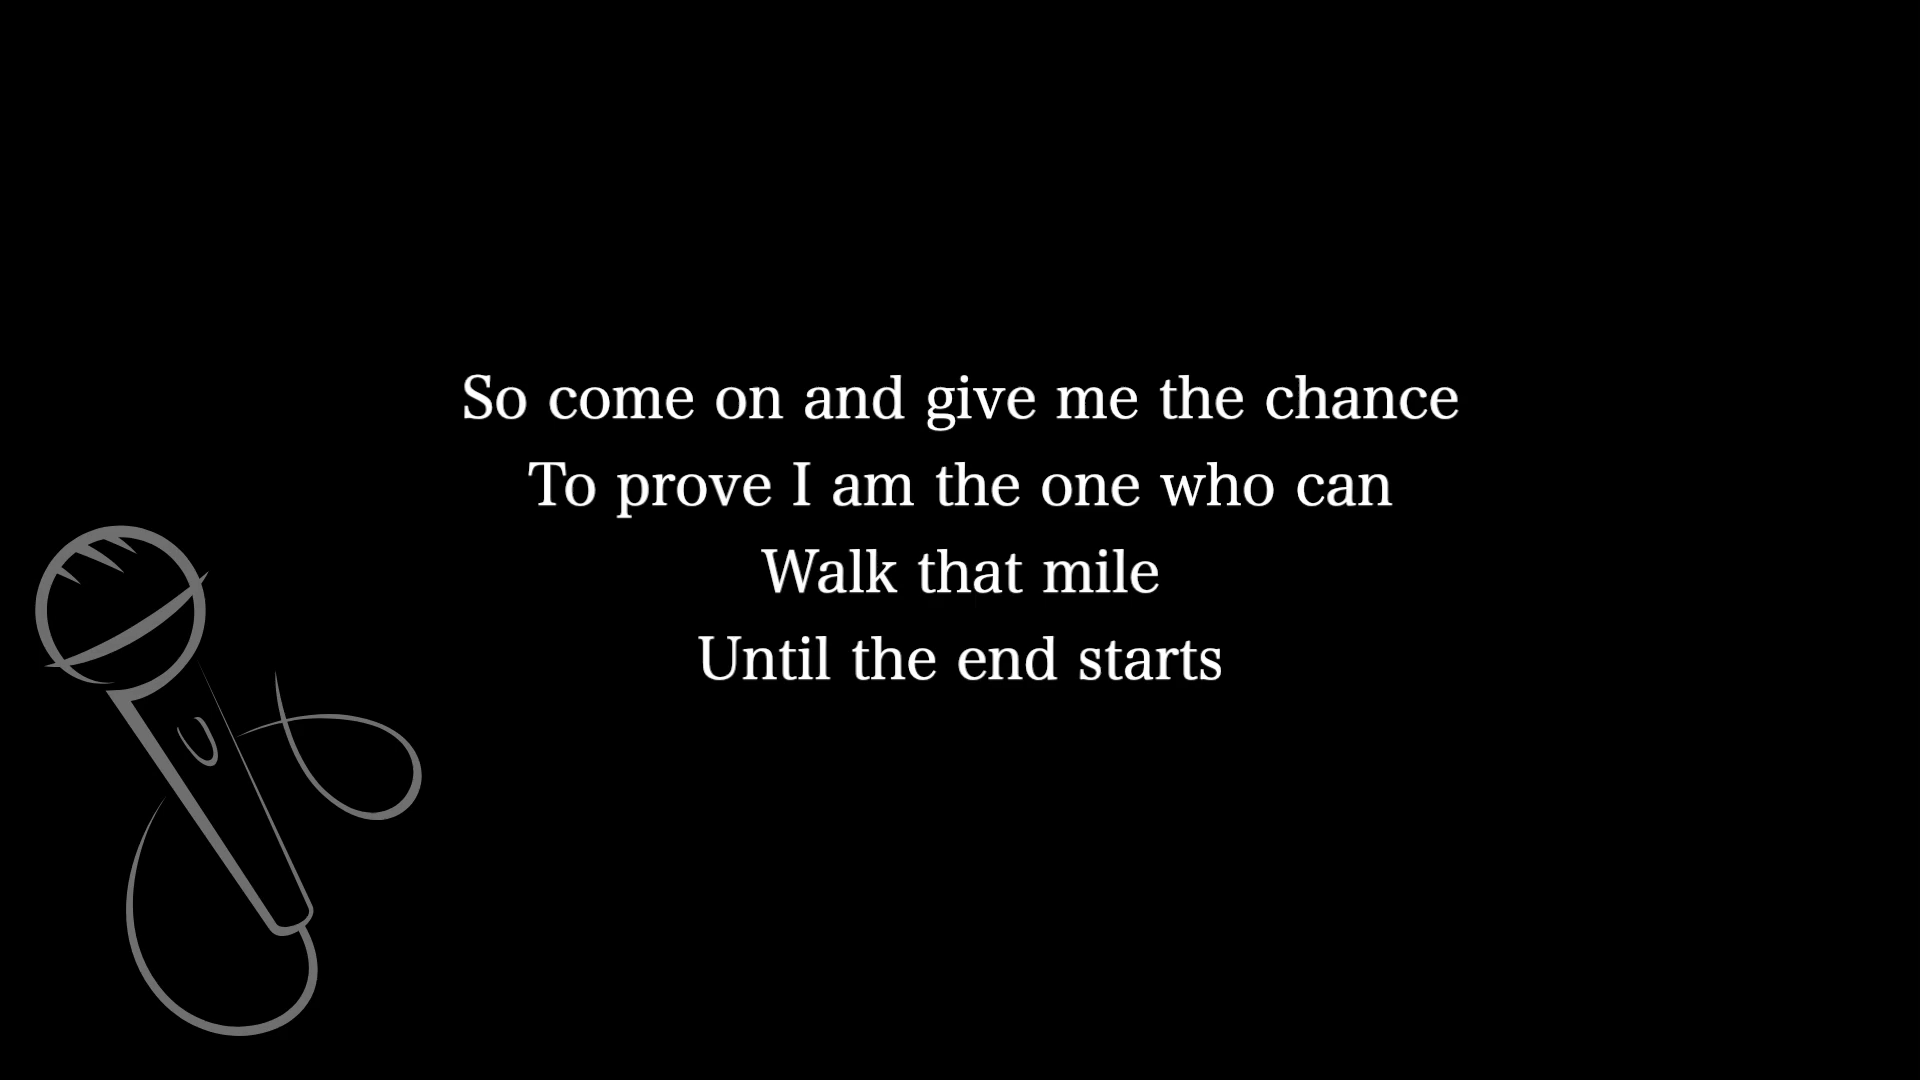 So come on and give me the chance
To prove I am the one who can
Walk that mile
Until the end starts